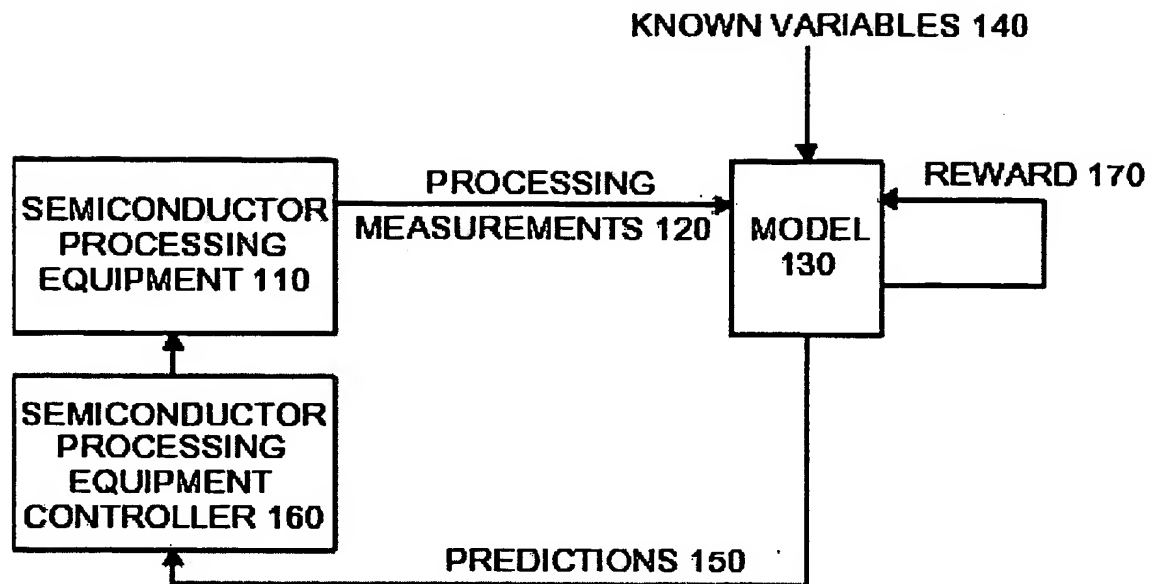 KNOWN VARIABLES 140
SEMICONDUCTOR
PROCESSING
EQUIPMENT 110
PROCESSING
MEASUREMENTS 120
MODEL
130
REWARD 170
SEMICONDUCTOR
PROCESSING
EQUIPMENT
CONTROLLER 160
PREDICTIONS 150